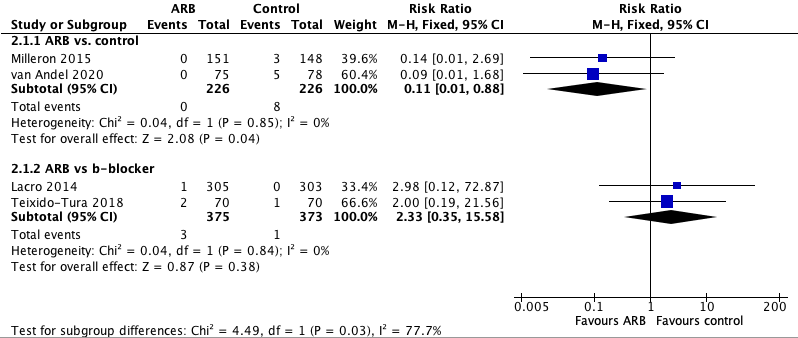 ARB Control Risk Ratio Risk Ratio
Study or Subgroup Events Total Events Total Weight M-H, Fixed, 95% CI M-H, Fixed, 95% CI
2.1.1 ARB vs. control
Milleron 2015 0 151 3 148 39.6% 0.14 [0.01, 2.69]
van Andel 2020 0 75 5 78 60.4% 0.09 [0.01, 1.68]
Subtotal (95% CI) 226 226 100.0% 0.11 [0.01, 0.88]
Total events 0 8
Heterogeneity: Chi² = 0.04, df = 1 (P = 0.85); I² = 0%
Test for overall effect: Z = 2.08 (P = 0.04)
2.1.2 ARB vs b-blocker
Lacro 2014 1 305 0 303 33.4% 2.98 [0.12, 72.87]
Teixido-Tura 2018 2 70 1 70 66.6% 2.00 [0.19, 21.56]
Subtotal (95% CI) 375 373 100.0% 2.33 [0.35, 15.58]
Total events 3 1
Heterogeneity: Chi² = 0.04, df = 1 (P = 0.84); I² = 0%
Test for overall effect: Z = 0.87 (P = 0.38)
0.005 0.1 1 10 200
Favours ARB Favours control
Test for subgroup differences: Chi² = 4.49, df = 1 (P = 0.03), I² = 77.7%